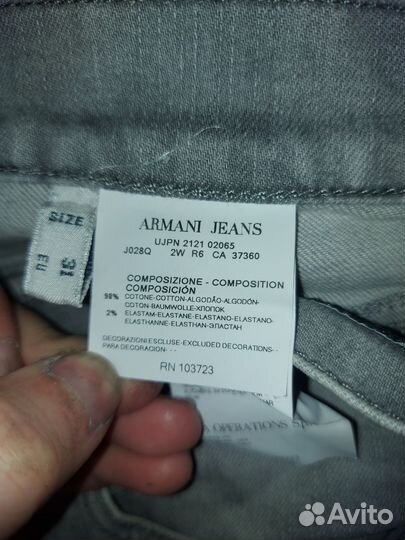 SIZE
31
ARMANI JEANS
UJPN 2121 02065
J028Q 2W R6 CA 37360
COMPOSIZIONE - COMPOSITION
COMPOSICIÓN
98% COTONE-COTTON-ALGODÃO-ALGODÓN-
COTON-BAUMWOLLE-ХЛОПОК
2% ELASTAM-ELASTANE-ELASTANO-ELASTANO-
ELASTHANNE-ELASTHAN-ЭЛАСТАН
DECORAZIONI ESCLUSE-EXCLUDED DECORATIONS--
PARA DECORACION--
RN 103723
OPERATIONS
Avito